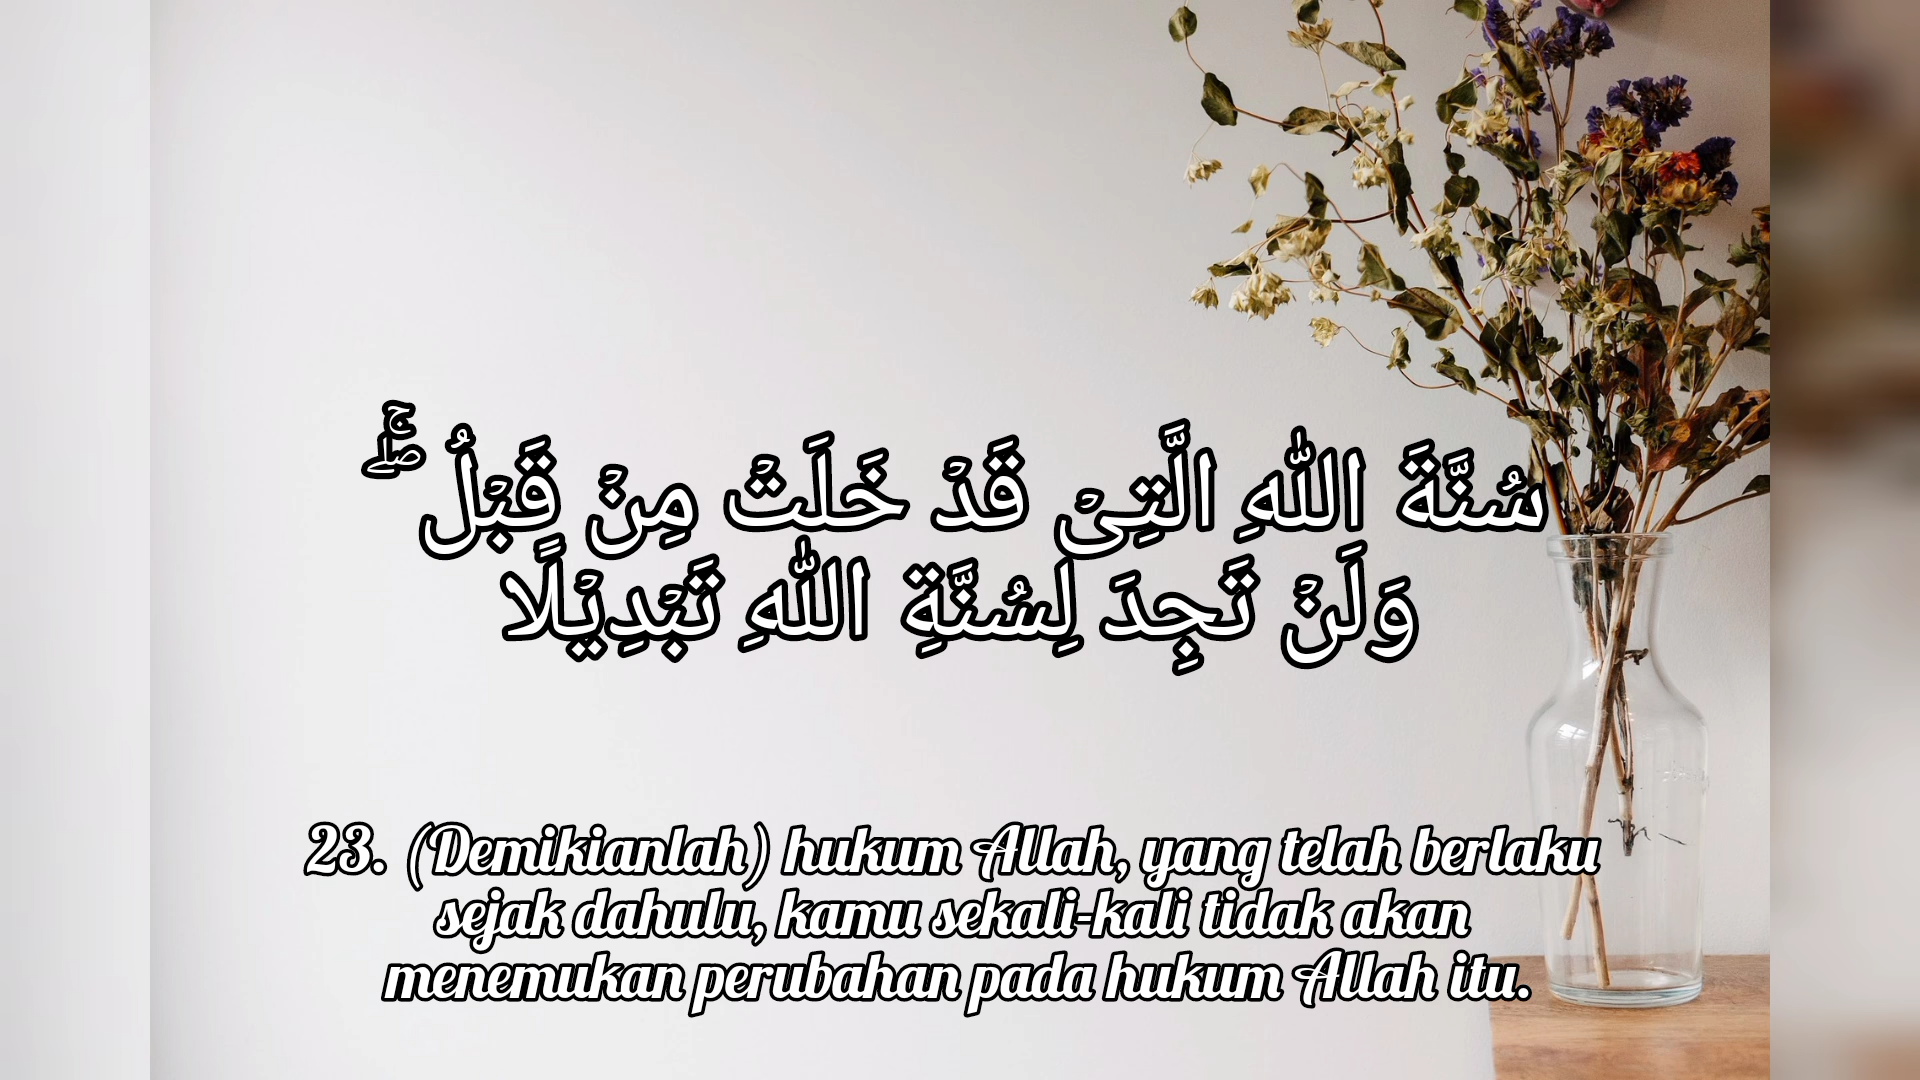 سُنَّةَ اللّٰهِ الَّتِىۡ قَدۡ خَلَتۡ مِنۡ قَبۡلُ ۖۚ
وَلَنۡ تَجِدَ لِسُنَّةِ اللّٰهِ تَبۡدِيۡلًا
23. (Demikianlah) hukum Allah, yang telah berlaku
sejak dahulu, kamu sekali-kali tidak akan
menemukan perubahan pada hukum Allah itu.